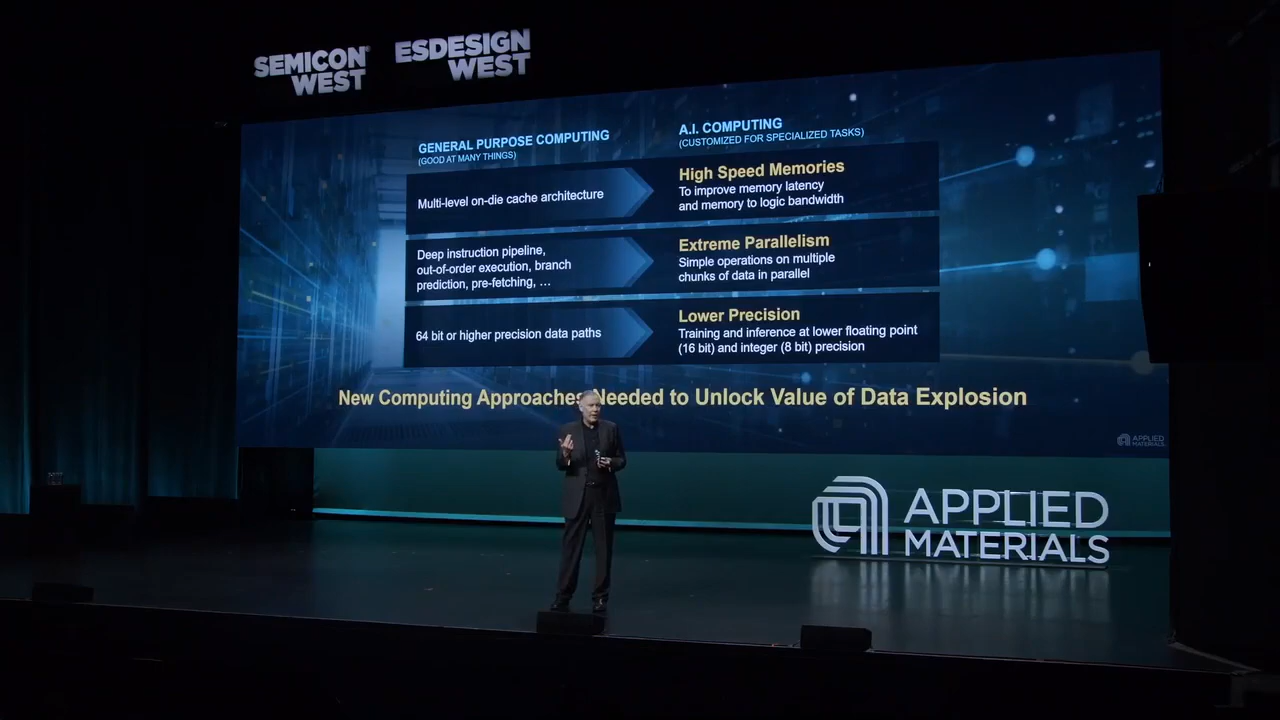 SEMICON
WEST
ESDESIGN
WEST
GENERAL PURPOSE COMPUTING
(GOOD AT MANY THINGS)
A.I. COMPUTING
(CUSTOMIZED FOR SPECIALIZED TASKS)
Multi-level on-die cache architecture
High Speed Memories
To improve memory latency
and memory to logic bandwidth
Deep instruction pipeline,
out-of-order execution, branch
prediction, pre-fetching, …
Extreme Parallelism
Simple operations on multiple
chunks of data in parallel
64 bit or higher precision data paths
Lower Precision
Training and inference at lower floating point
(16 bit) and integer (8 bit) precision
New Computing Approaches Needed to Unlock Value of Data Explosion
APPLIED
MATERIALS
APPLIED
MATERIALS